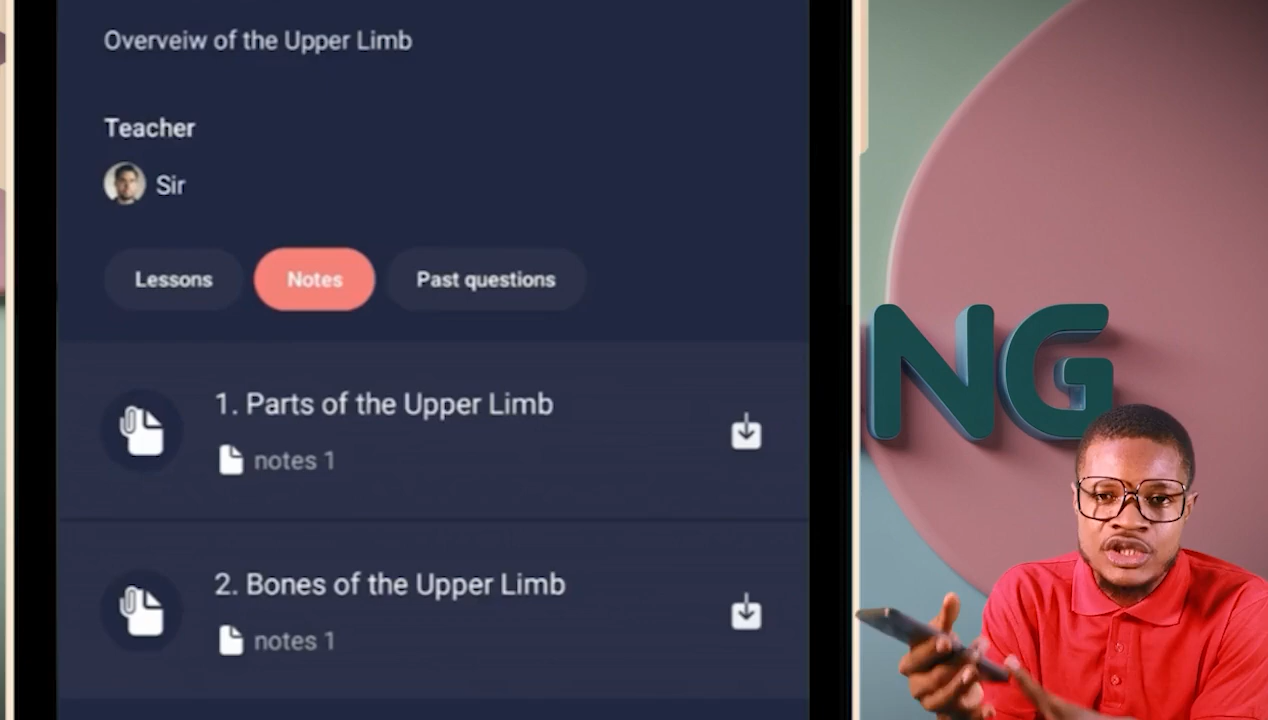 Overveiw of the Upper Limb
Teacher
Sir
Lessons
Notes
Past questions
1. Parts of the Upper Limb
notes 1
2. Bones of the Upper Limb
notes 1
NG